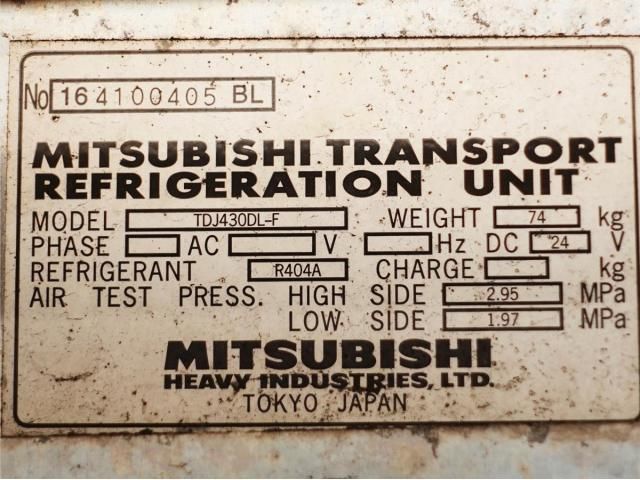 No 164100405 BL
MITSUBISHI TRANSPORT
REFRIGERATION UNIT
MODEL TDJ430DL-F WEIGHT 74 kg
PHASE AC V Hz DC 24 V
REFRIGERANT R404A CHARGE kg
AIR TEST PRESS. HIGH SIDE 2.95 MPa
LOW SIDE 1.97 MPa
MITSUBISHI
HEAVY INDUSTRIES, LTD.
TOKYO JAPAN